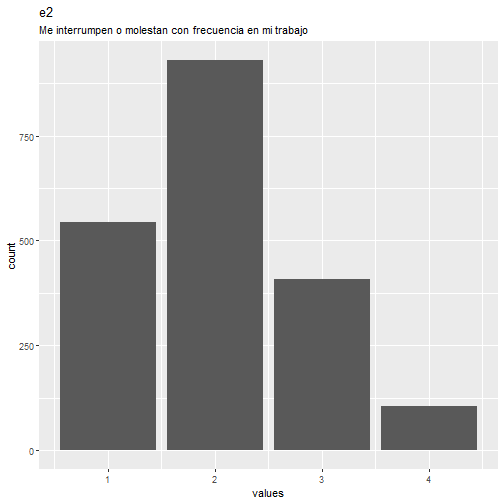 e2
Me interrumpen o molestan con frecuencia en mi trabajo
count
750
500
250
0
1
2
3
4
values